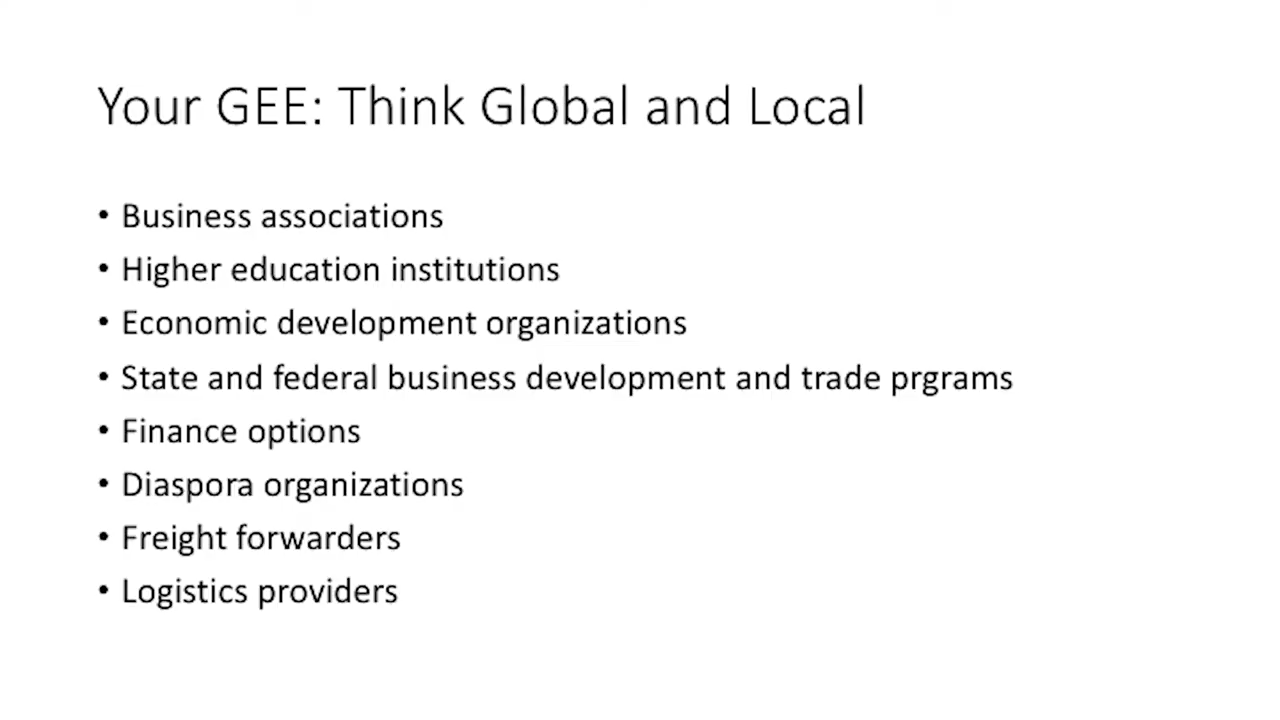 Your GEE: Think Global and Local
• Business associations
• Higher education institutions
• Economic development organizations
• State and federal business development and trade prgrams
• Finance options
• Diaspora organizations
• Freight forwarders
• Logistics providers